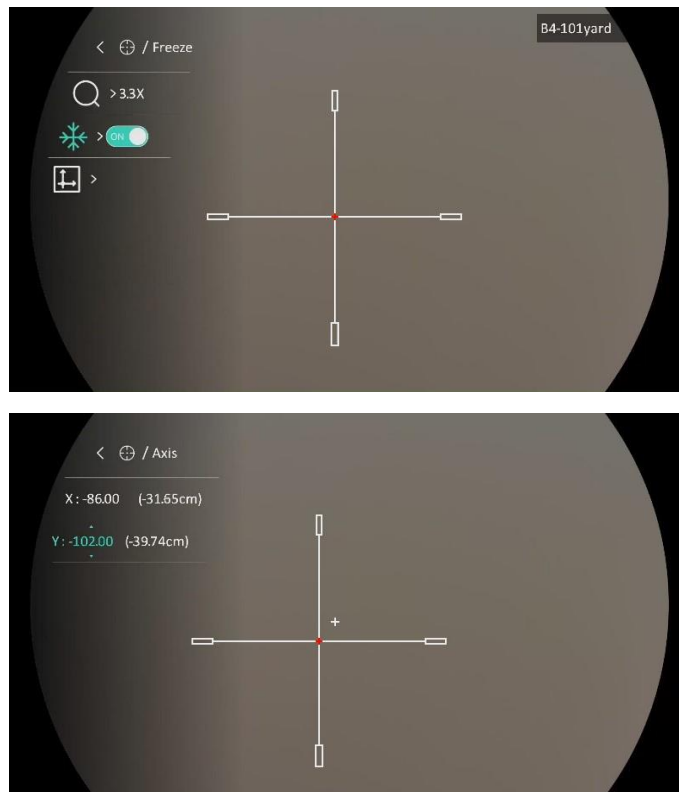 B4-101yard
< / Freeze
> 3.3X
> ON
>
< / Axis
X : -86.00 (-31.65cm)
Y : -102.00 (-39.74cm)